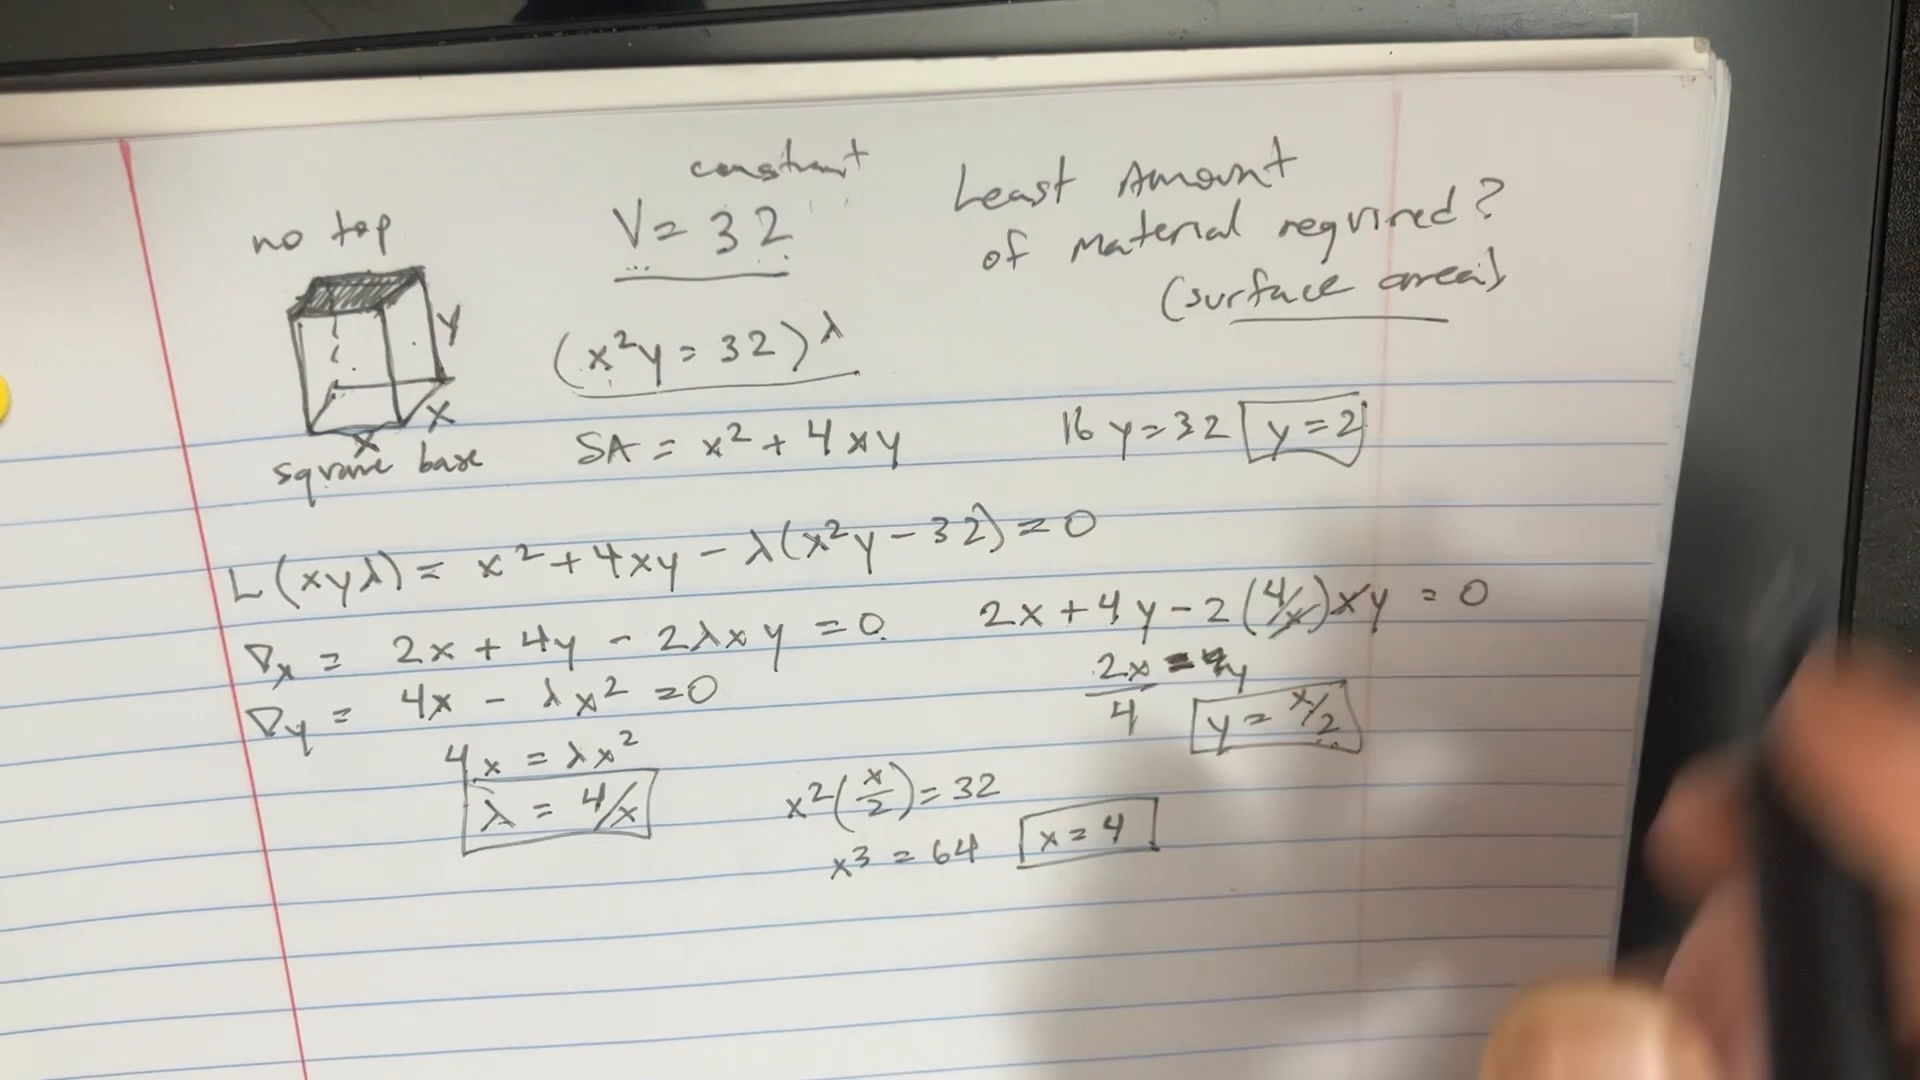 constraint
V = 32
Least Amount
of material required?
(surface area)
no top
y
x
x
square base
(x²y = 32) λ
SA = x² + 4xy
16y = 32 y = 2
L(xyλ) = x² + 4xy - λ(x²y - 32) = 0
∇x = 2x + 4y - 2λxy = 0
∇y = 4x - λx² = 0
4x = λx²
λ = 4/x
2x + 4y - 2(4/x)xy = 0
2x = 4y
4
y = x/2
x²(x/2) = 32
x³ = 64 x = 4